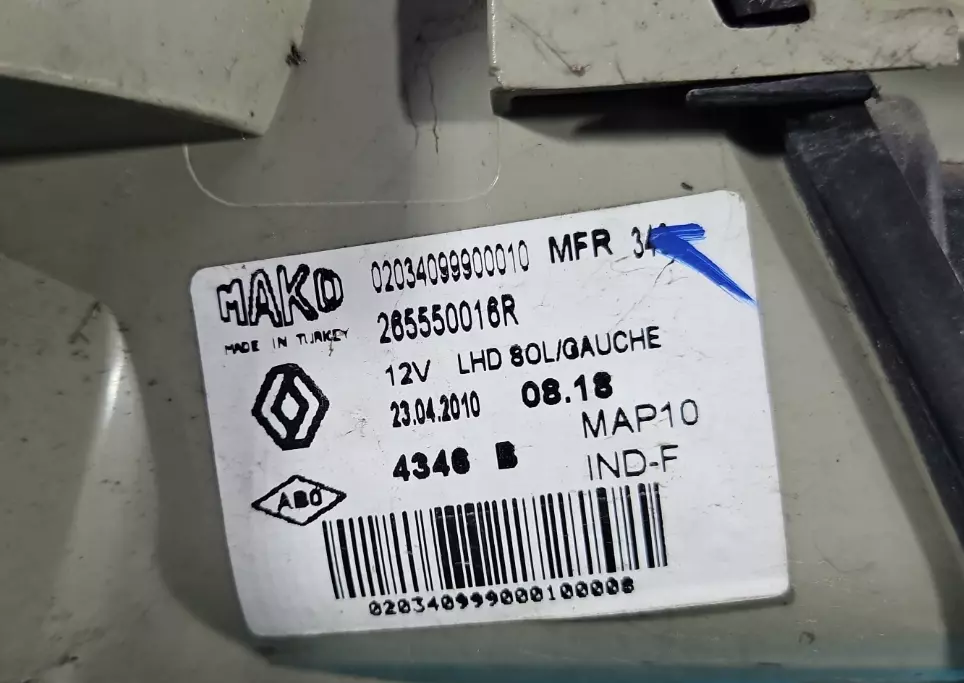 MAKO
MADE IN TURKEY
02034099900010 MFR
265550016R
12V LHD SOL/GAUCHE
23.04.2010 08.18
MAP10
4346 B IND-F
ABO
020340999000100008